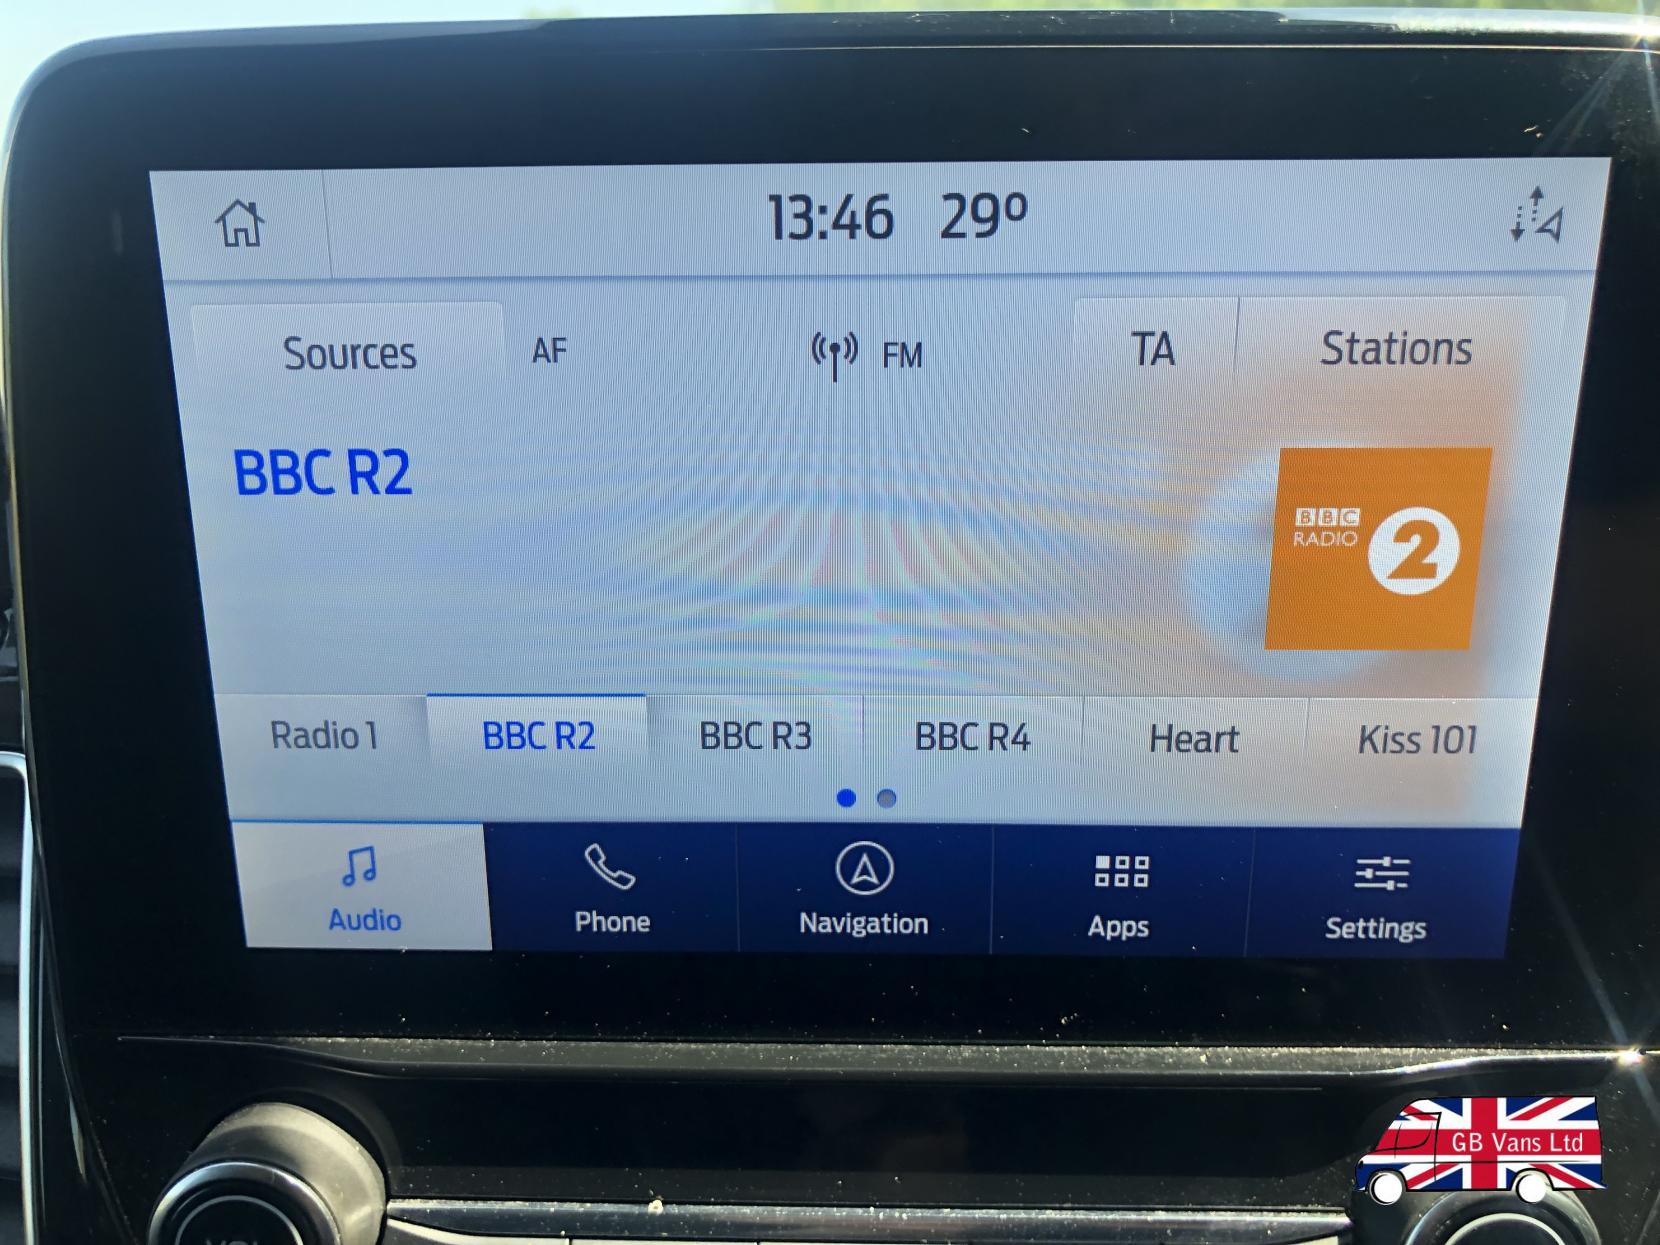 13:46 29º
Sources AF FM TA Stations
BBC R2
BBC
RADIO 2
Radio 1 BBC R2 BBC R3 BBC R4 Heart Kiss 101
Audio Phone Navigation Apps Settings
GB Vans Ltd